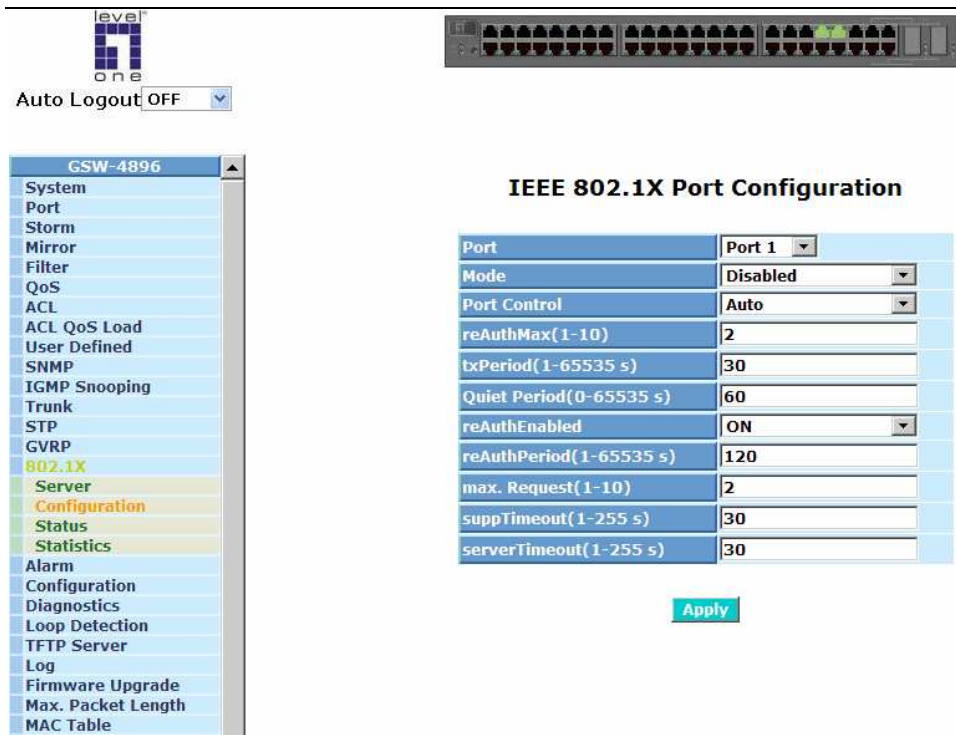 level
one
Auto Logout OFF
GSW-4896
System
Port
Storm
Mirror
Filter
QoS
ACL
ACL QoS Load
User Defined
SNMP
IGMP Snooping
Trunk
STP
GVRP
802.1X
Server
Configuration
Status
Statistics
Alarm
Configuration
Diagnostics
Loop Detection
TFTP Server
Log
Firmware Upgrade
Max. Packet Length
MAC Table
IEEE 802.1X Port Configuration
Port Port 1
Mode Disabled
Port Control Auto
reAuthMax(1-10) 2
txPeriod(1-65535 s) 30
Quiet Period(0-65535 s) 60
reAuthEnabled ON
reAuthPeriod(1-65535 s) 120
max. Request(1-10) 2
suppTimeout(1-255 s) 30
serverTimeout(1-255 s) 30
Apply